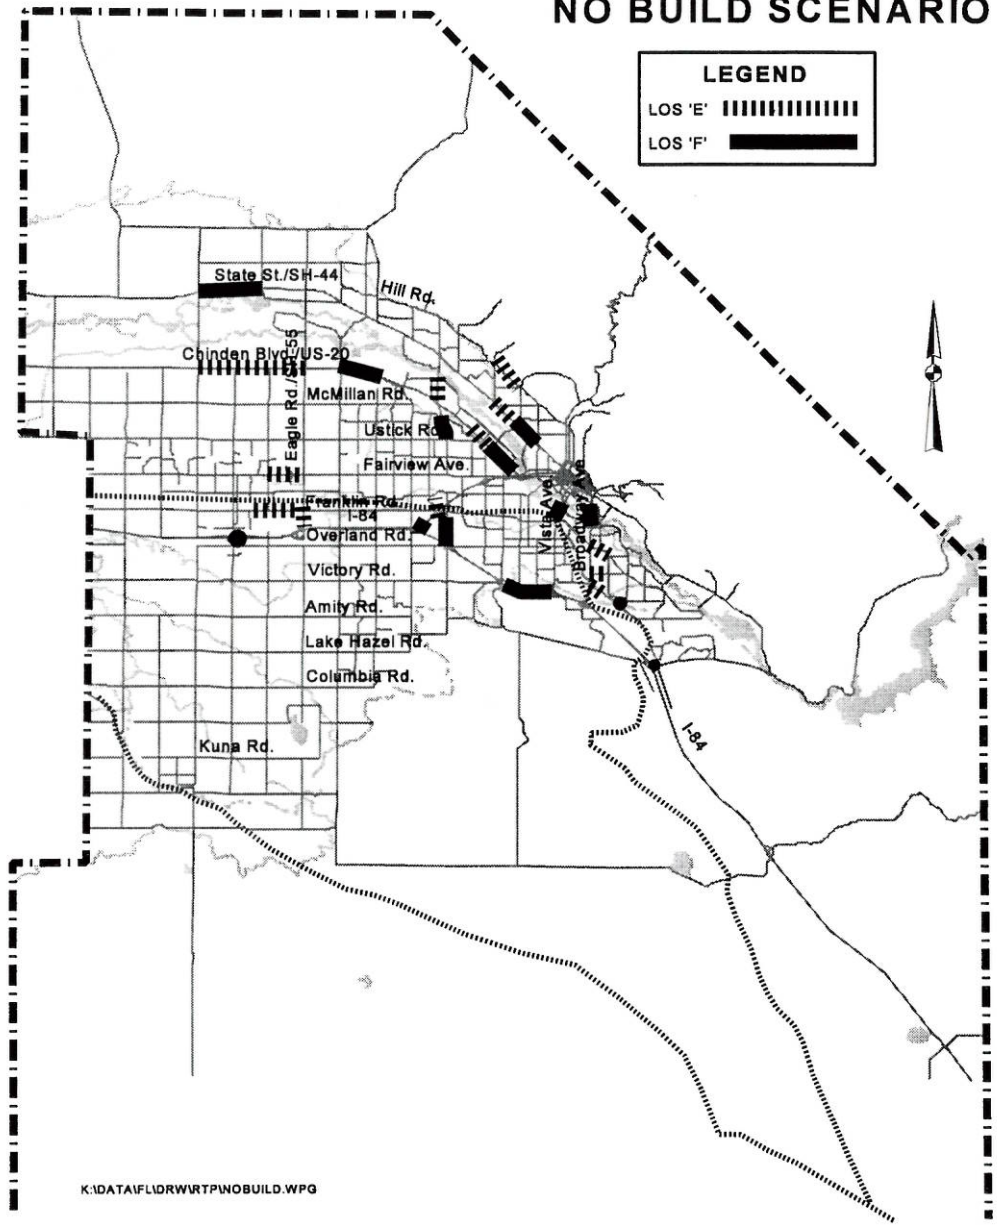 NO BUILD SCENARIO
LEGEND
LOS 'E'
LOS 'F'
State St./SH-44
Hill Rd.
Chinden Blvd./US-20
Eagle Rd./SH-55
McMillan Rd.
Ustick Rd.
Fairview Ave.
Franklin Rd.
I-84
Overland Rd.
Vista Ave.
Broadway Ave.
Victory Rd.
Amity Rd.
Lake Hazel Rd.
Columbia Rd.
I-84
Kuna Rd.
K:\DATA\FL\DRW\RTP\NOBUILD.WPG